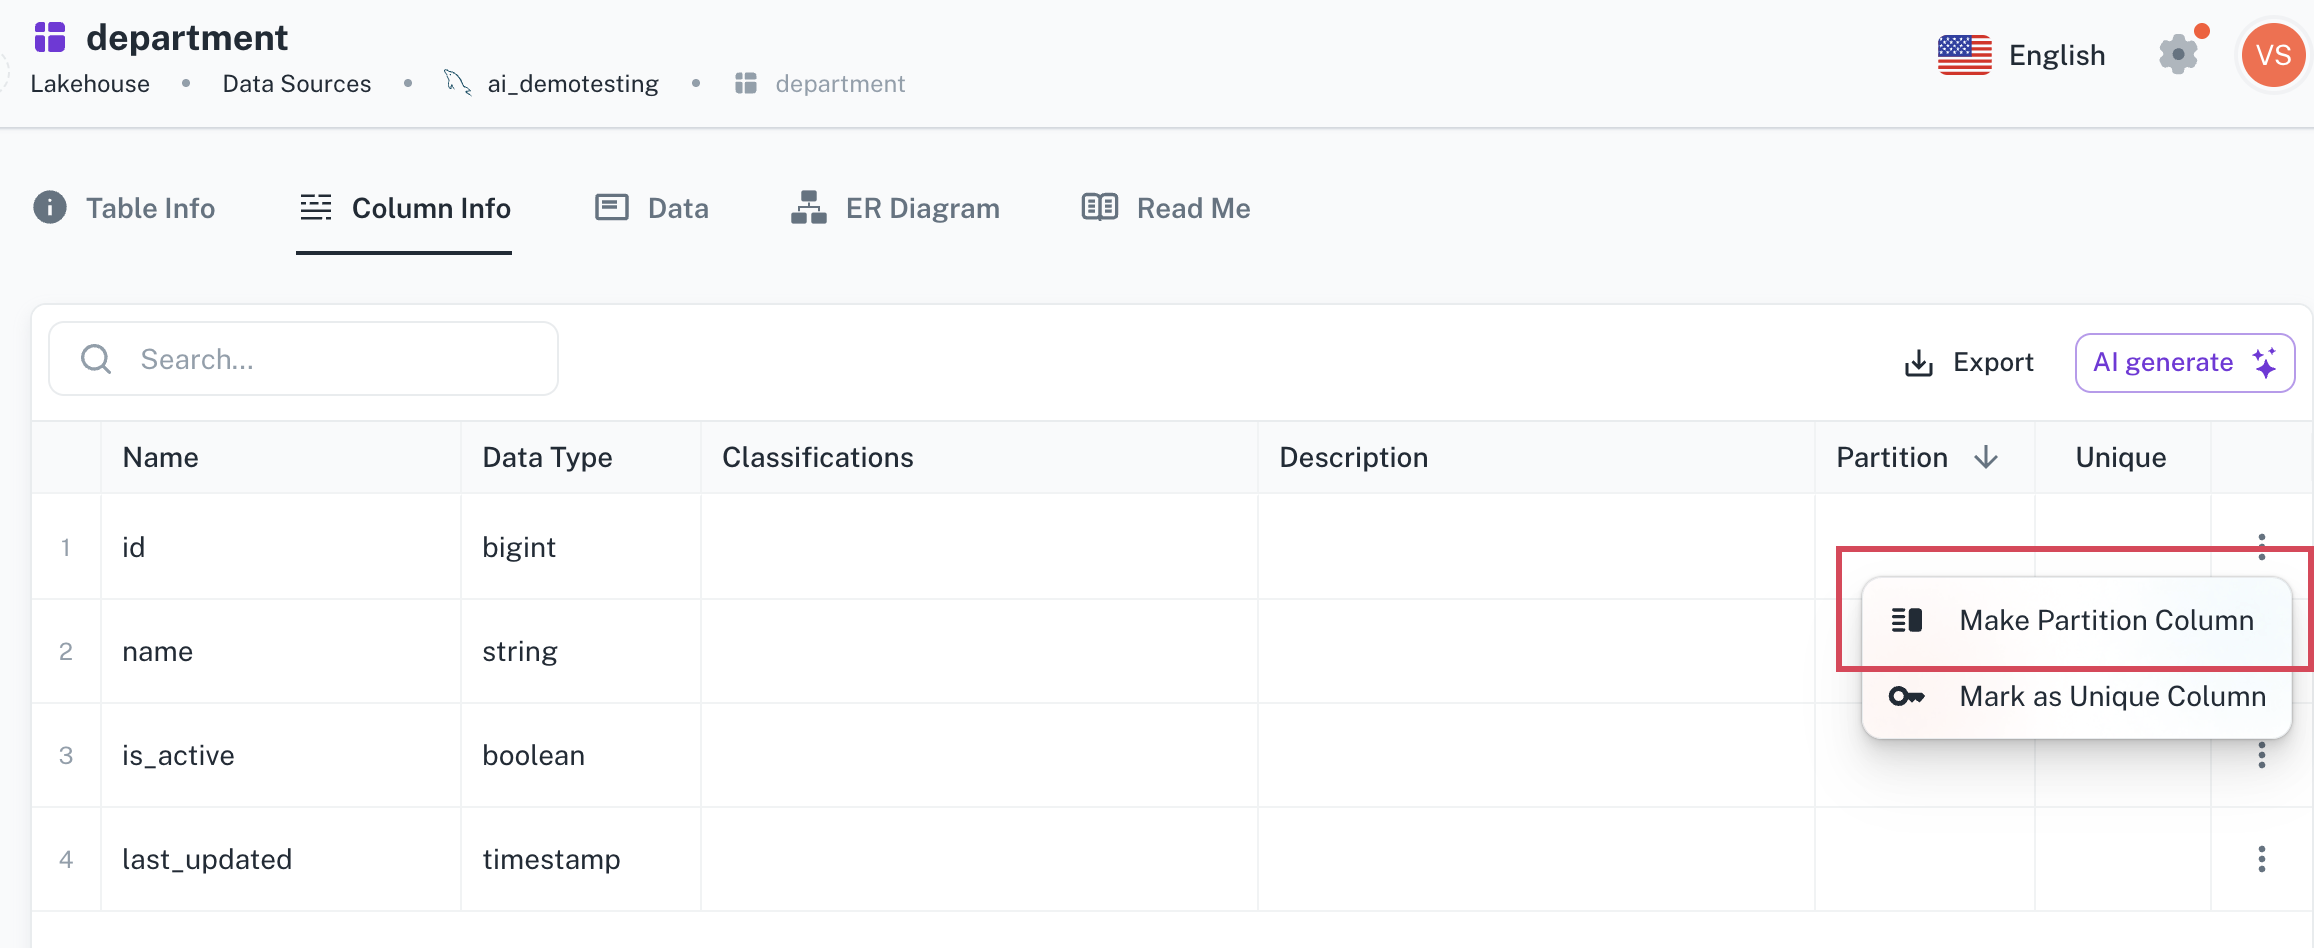 department
Lakehouse • Data Sources • ai_demotesting • department
English
VS
Table Info Column Info Data ER Diagram Read Me
Search...
Export
AI generate
Name Data Type Classifications Description Partition Unique
1 id bigint
Make Partition Column
2 name string
Mark as Unique Column
3 is_active boolean
4 last_updated timestamp